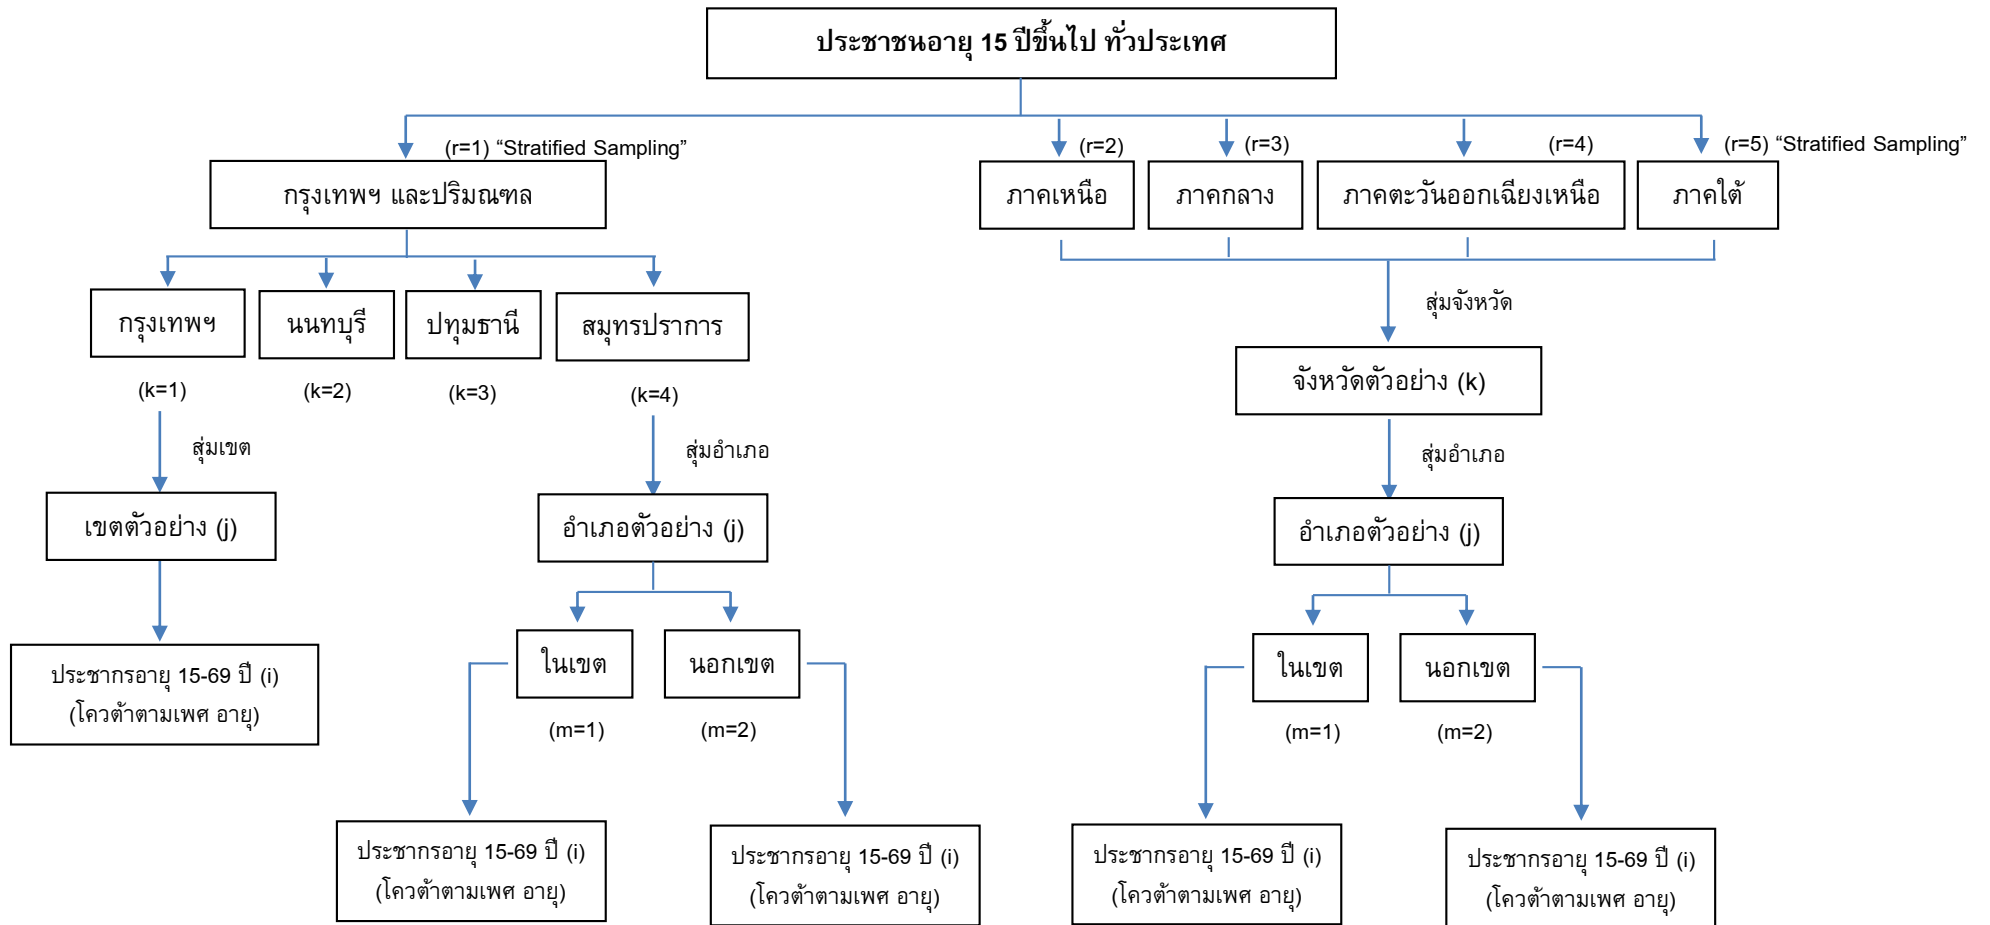 ประชาชนอายุ 15 ปีขึ้นไป ทั่วประเทศ
(r=1) “Stratified Sampling”
(r=2)
(r=3)
(r=4)
(r=5) “Stratified Sampling”
กรุงเทพฯ และปริมณฑล
ภาคเหนือ
ภาคกลาง
ภาคตะวันออกเฉียงเหนือ
ภาคใต้
กรุงเทพฯ
นนทบุรี
ปทุมธานี
สมุทรปราการ
สุ่มจังหวัด
(k=1)
(k=2)
(k=3)
(k=4)
จังหวัดตัวอย่าง (k)
สุ่มเขต
สุ่มอำเภอ
สุ่มอำเภอ
เขตตัวอย่าง (j)
อำเภอตัวอย่าง (j)
อำเภอตัวอย่าง (j)
ประชากรอายุ 15-69 ปี (i)
(โควต้าตามเพศ อายุ)
ในเขต
นอกเขต
ในเขต
นอกเขต
(m=1)
(m=2)
(m=1)
(m=2)
ประชากรอายุ 15-69 ปี (i)
(โควต้าตามเพศ อายุ)
ประชากรอายุ 15-69 ปี (i)
(โควต้าตามเพศ อายุ)
ประชากรอายุ 15-69 ปี (i)
(โควต้าตามเพศ อายุ)
ประชากรอายุ 15-69 ปี (i)
(โควต้าตามเพศ อายุ)